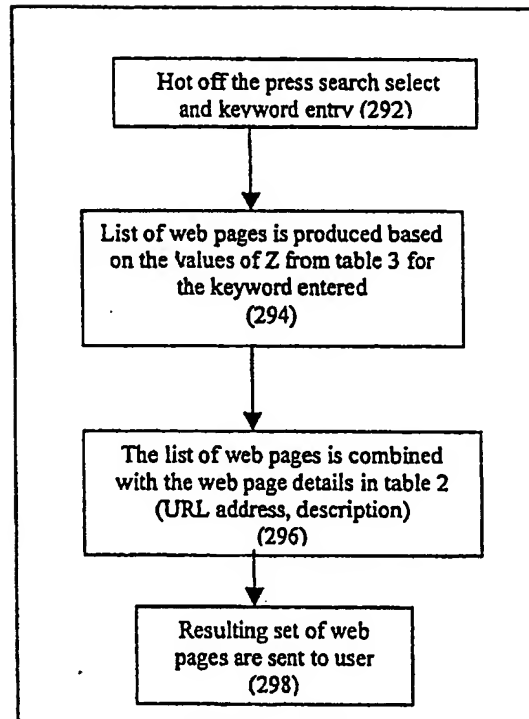 Hot off the press search select
and keyword entry (292)
List of web pages is produced based
on the values of Z from table 3 for
the keyword entered
(294)
The list of web pages is combined
with the web page details in table 2
(URL address, description)
(296)
Resulting set of web
pages are sent to user
(298)